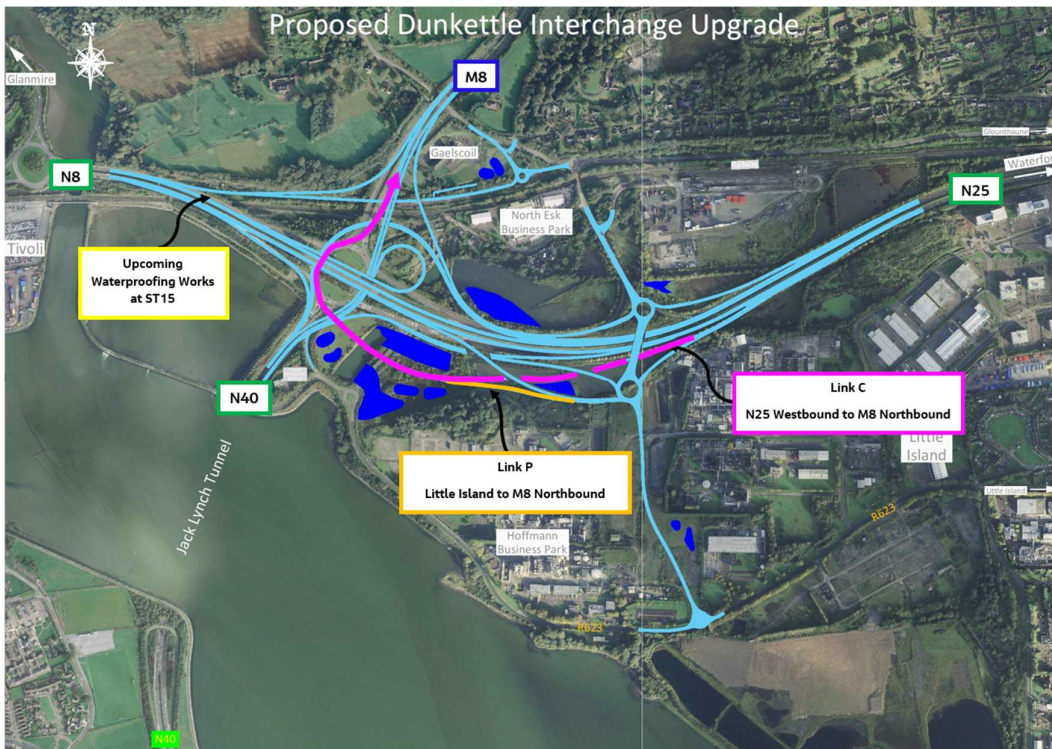 Proposed Dunkettle Interchange Upgrade
N
Glanmire
M8
Gaelscoil
Glounthaune
Waterfor
N8
N25
North Esk
Business Park
Tivoli
Upcoming
Waterproofing Works
at ST15
N40
Link C
N25 Westbound to M8 Northbound
Little
Island
Link P
Little Island to M8 Northbound
Jack Lynch Tunnel
Little Island
R623
Hoffmann
Business Park
R623
N40